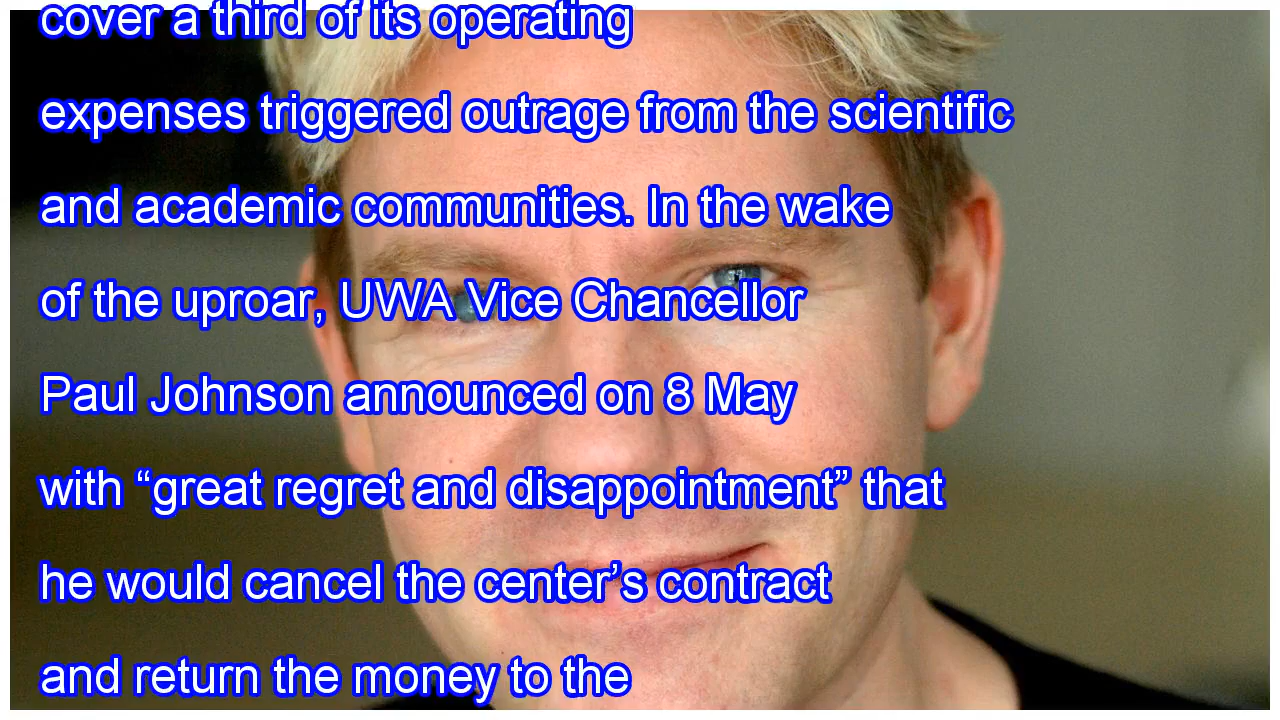 cover a third of its operating
expenses triggered outrage from the scientific
and academic communities. In the wake
of the uproar, UWA Vice Chancellor
Paul Johnson announced on 8 May
with “great regret and disappointment” that
he would cancel the center’s contract
and return the money to the